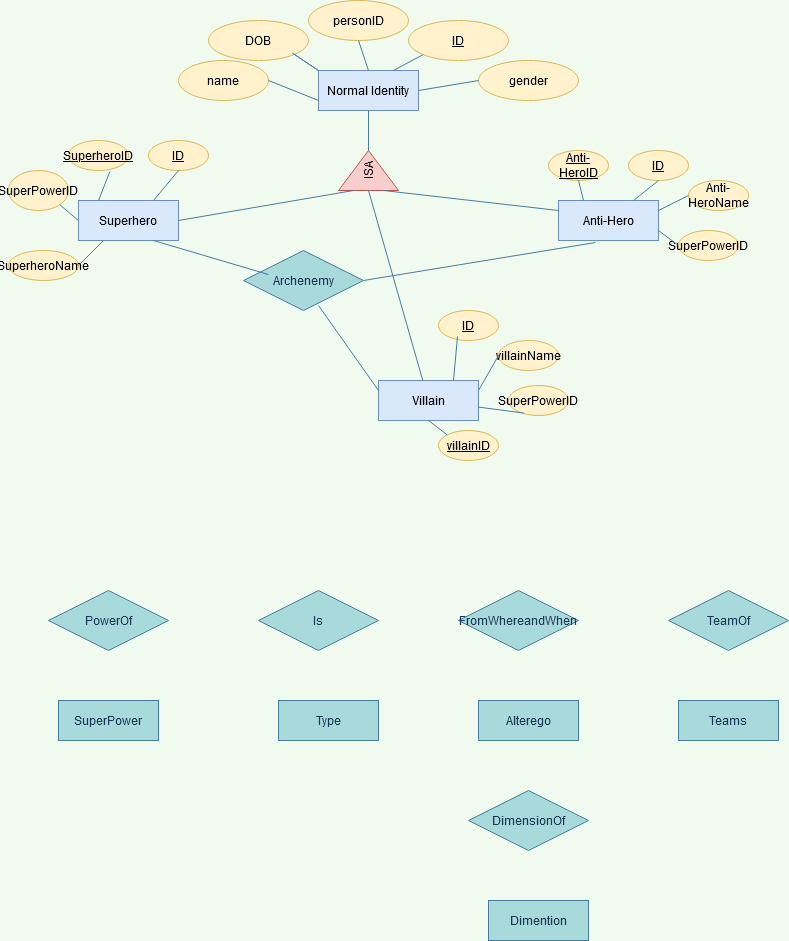 personID
DOB
ID
name
Normal Identity
gender
ISA
SuperheroID
ID
SuperPowerID
Superhero
SuperheroName
Anti-
HeroID
ID
Anti-
HeroName
Anti-Hero
SuperPowerID
Archenemy
ID
villainName
Villain
SuperPowerID
villainID
PowerOf
Is
FromWhereandWhen
TeamOf
SuperPower
Type
Alterego
Teams
DimensionOf
Dimention